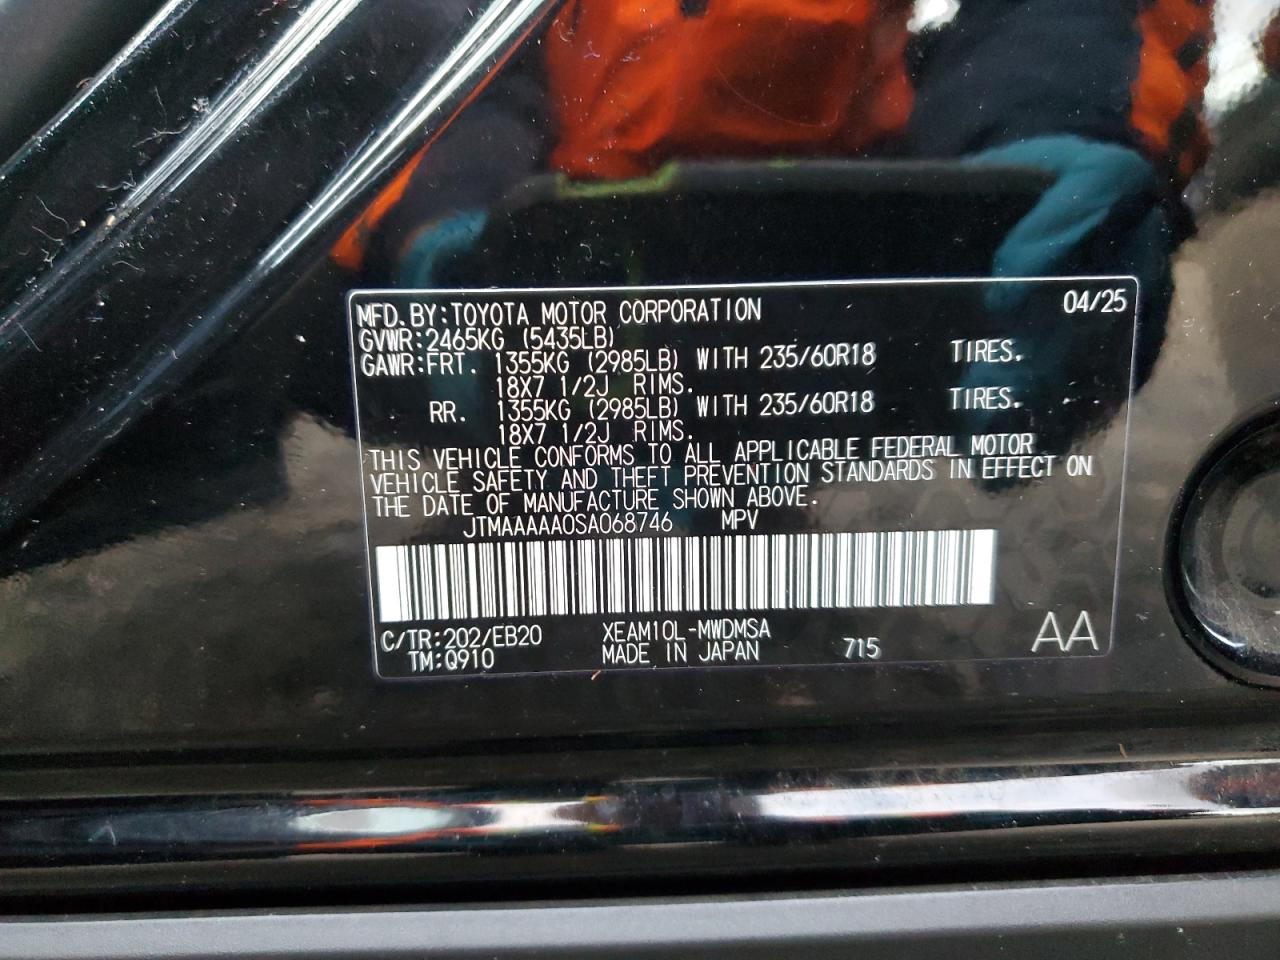 MFD.BY:TOYOTA MOTOR CORPORATION 04/25
GVWR:2465KG (5435LB)
GAWR:FRT. 1355KG (2985LB) WITH 235/60R18 TIRES.
18X7 1/2J RIMS.
RR. 1355KG (2985LB) WITH 235/60R18 TIRES.
18X7 1/2J RIMS.
THIS VEHICLE CONFORMS TO ALL APPLICABLE FEDERAL MOTOR
VEHICLE SAFETY AND THEFT PREVENTION STANDARDS IN EFFECT ON
THE DATE OF MANUFACTURE SHOWN ABOVE.
JTMAAAAA0SA068746 MPV
C/TR:202/EB20 XEAM10L-MWDMSA
TM:Q910 MADE IN JAPAN 715 AA